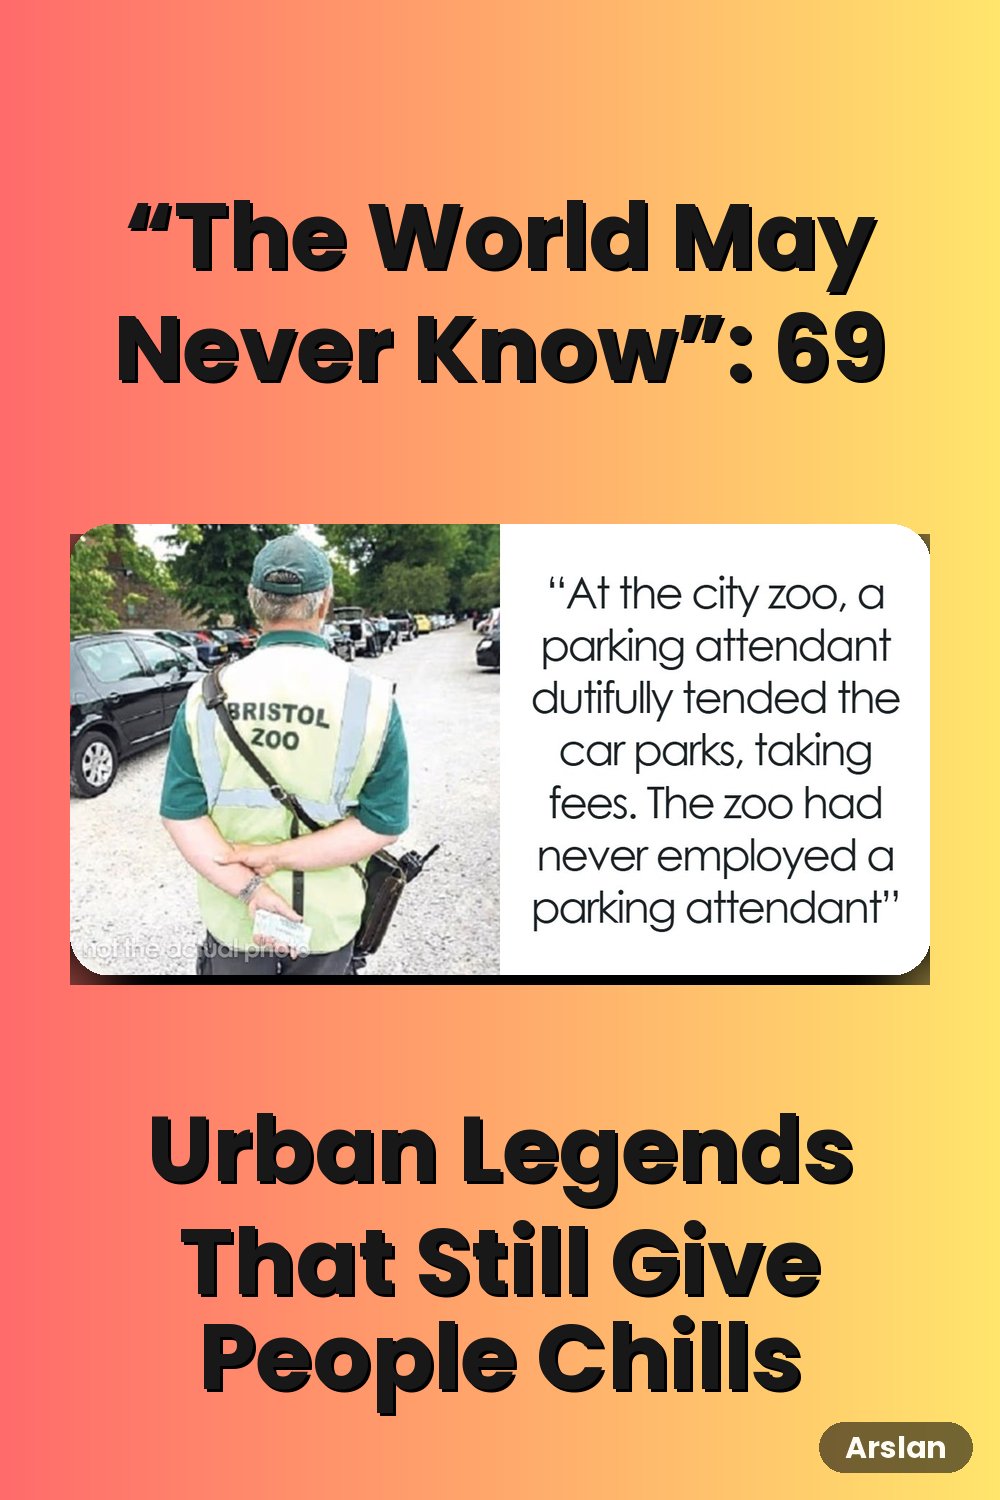 “The World May
Never Know”: 69
BRISTOL
ZOO
not the actual photo
“At the city zoo, a
parking attendant
dutifully tended the
car parks, taking
fees. The zoo had
never employed a
parking attendant”
Urban Legends
That Still Give
People Chills
Arslan